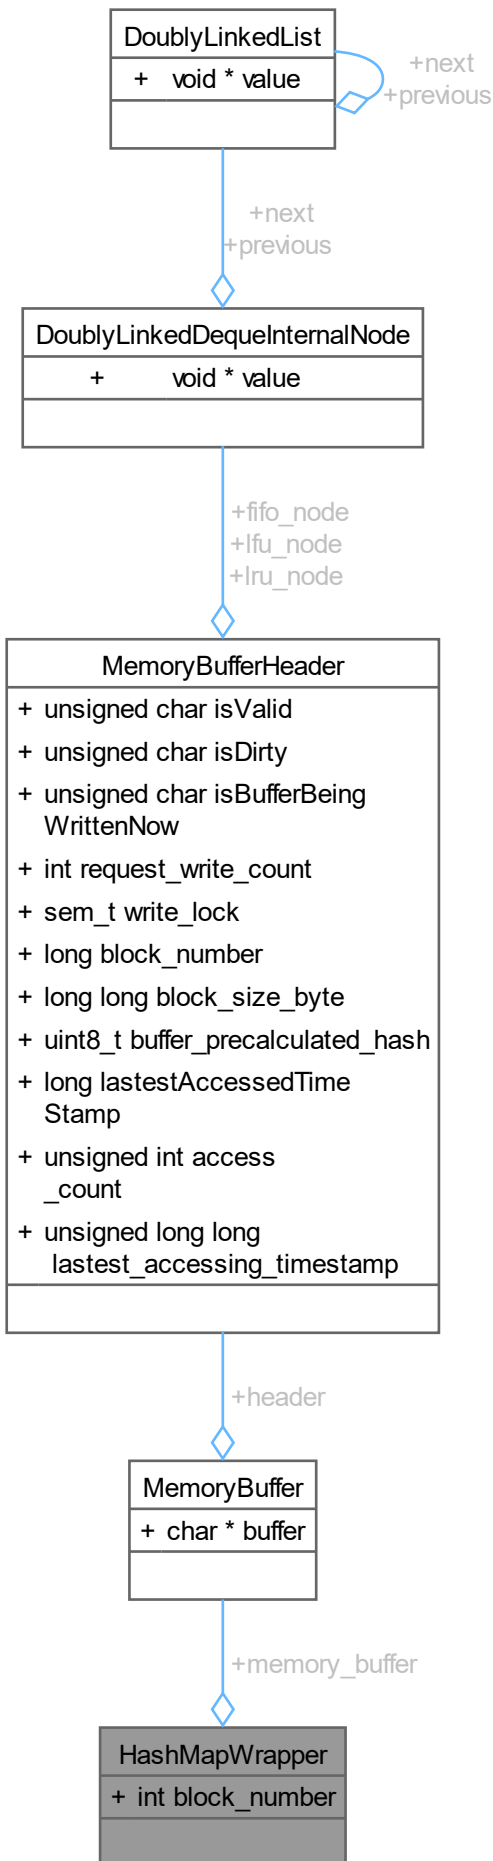 DoublyLinkedList
+ void * value
+next
+previous
+next
+previous
DoublyLinkedDequeInternalNode
+ void * value
+fifo_node
+lfu_node
+lru_node
MemoryBufferHeader
+ unsigned char isValid
+ unsigned char isDirty
+ unsigned char isBufferBeing
WrittenNow
+ int request_write_count
+ sem_t write_lock
+ long block_number
+ long long block_size_byte
+ uint8_t buffer_precalculated_hash
+ long lastestAccessedTime
Stamp
+ unsigned int access
_count
+ unsigned long long
lastest_accessing_timestamp
+header
MemoryBuffer
+ char * buffer
+memory_buffer
HashMapWrapper
+ int block_number